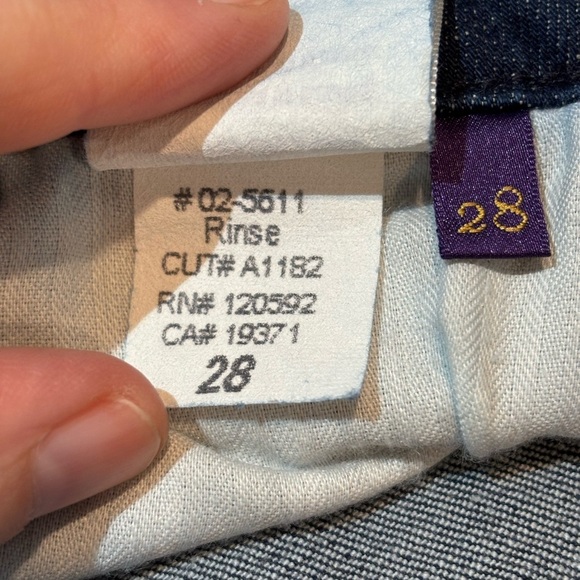 # 02-5611
Rinse
CUT# A1182
RN# 120592
CA# 19371
28
28